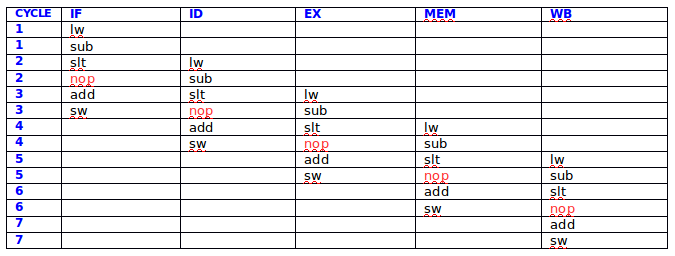 CYCLE IF ID EX MEM WB
1 lw
1 sub
2 slt lw
2 nop sub
3 add slt lw
3 sw nop sub
4 add slt lw
4 sw nop sub
5 add slt lw
5 sw nop sub
6 add slt
6 sw nop
7 add
7 sw